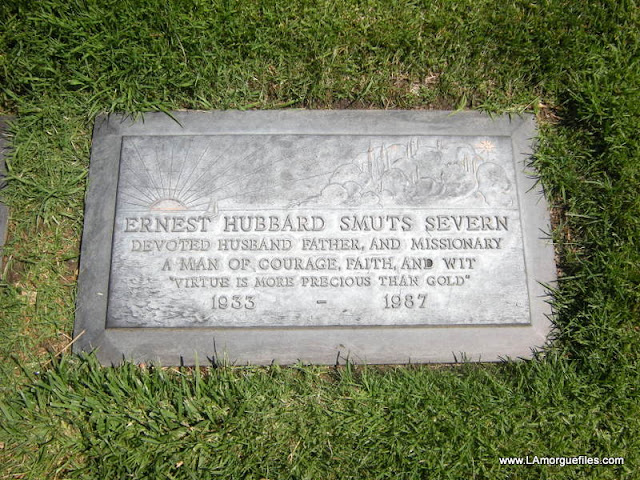 ERNEST HUBBARD SMUTS SEVERN
DEVOTED HUSBAND FATHER, AND MISSIONARY
A MAN OF COURAGE, FAITH, AND WIT
"VIRTUE IS MORE PRECIOUS THAN GOLD"
1933 - 1987
www.LAmorguefiles.com